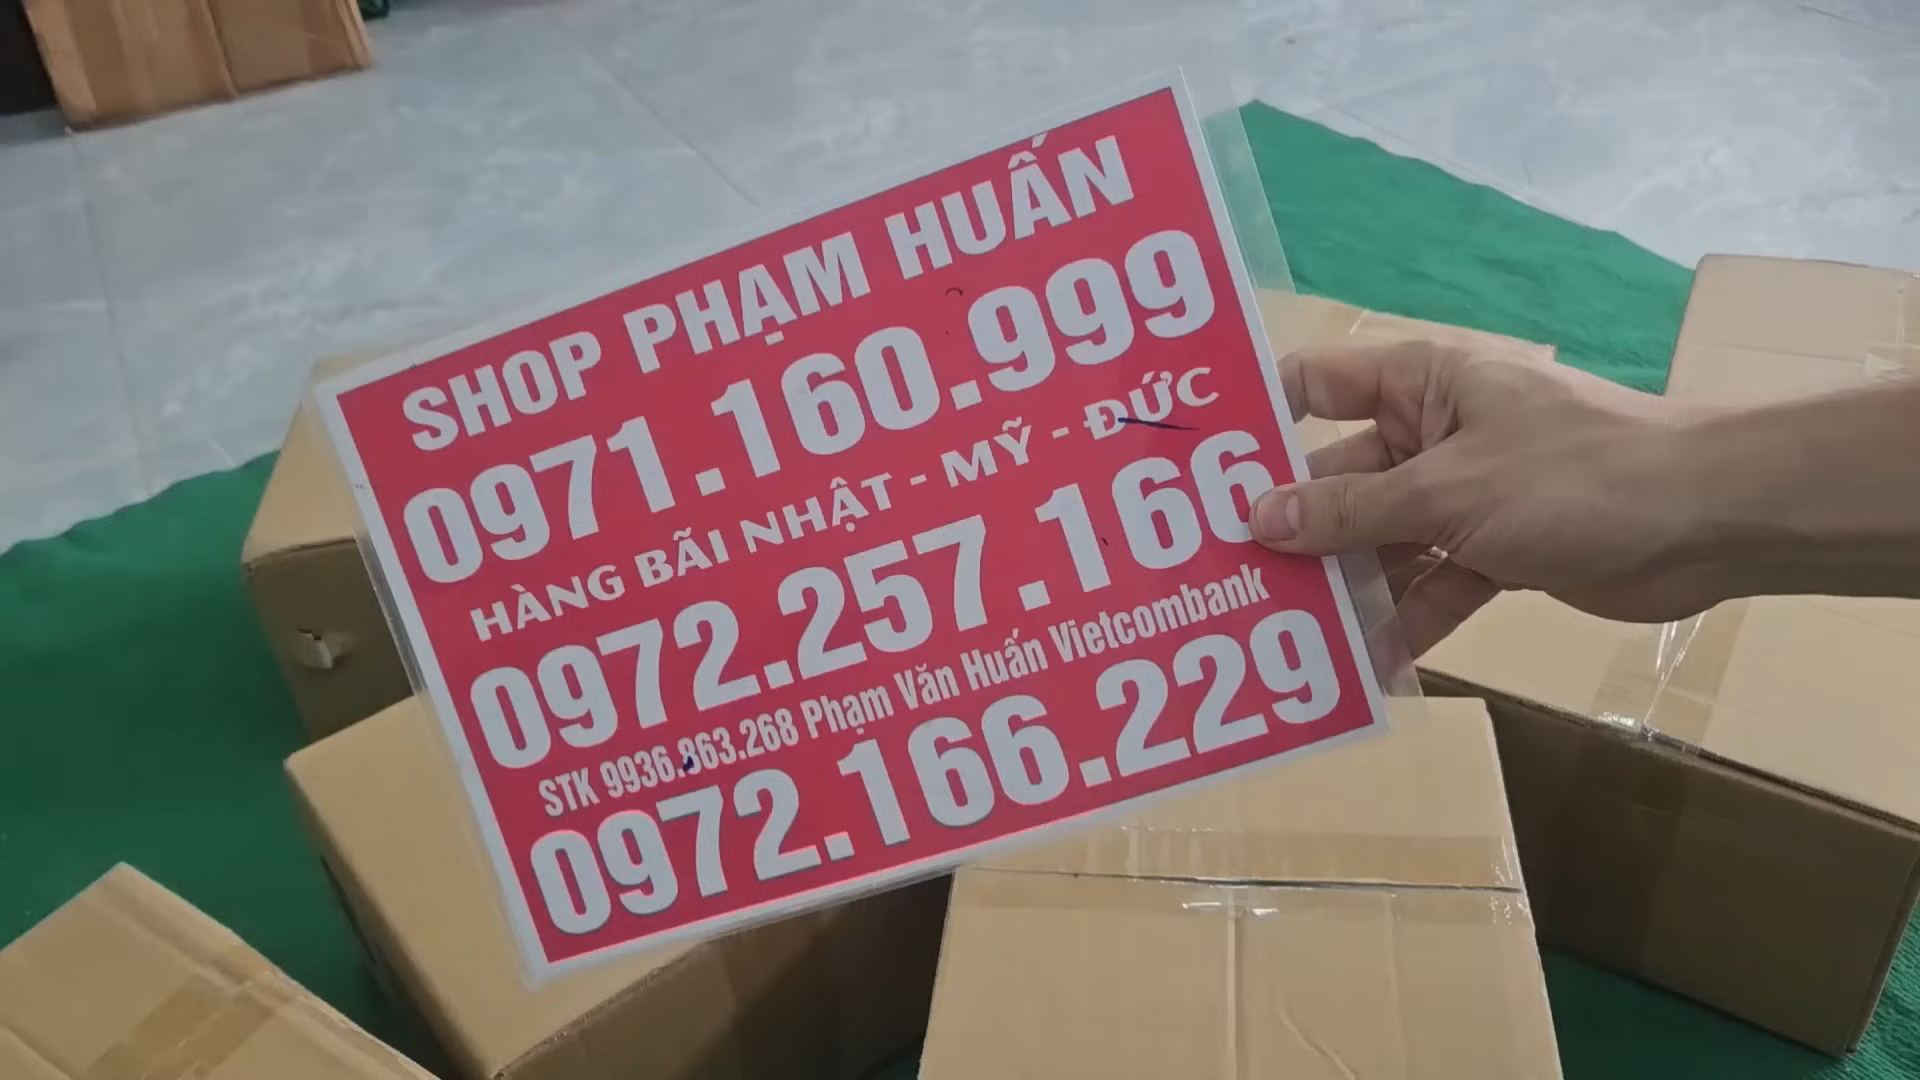 SHOP PHẠM HUẤN
0971.160.999
HÀNG BÃI NHẬT - MỸ - ĐỨC
0972.257.166
STK 9936.863.268 Phạm Văn Huấn Vietcombank
0972.166.229